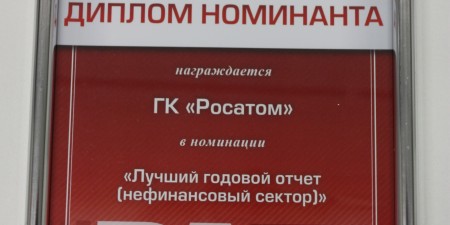 ДИПЛОМ НОМИНАНТА
награждается
ГК «Росатом»
в номинации
«Лучший годовой отчет
(нефинансовый сектор)»